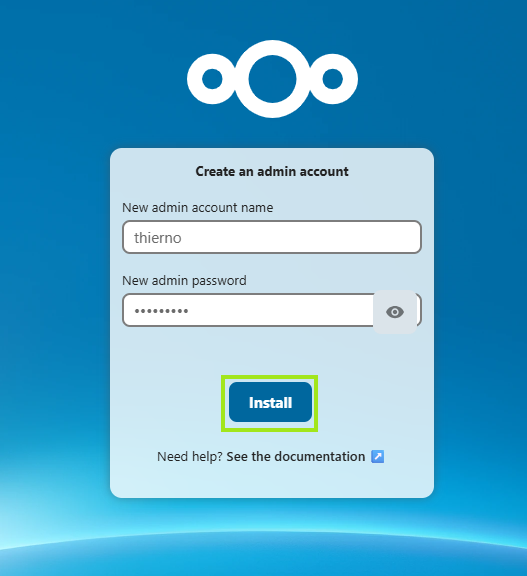 Create an admin account
New admin account name
thierno
New admin password
•••••••••
Install
Need help? See the documentation ↗